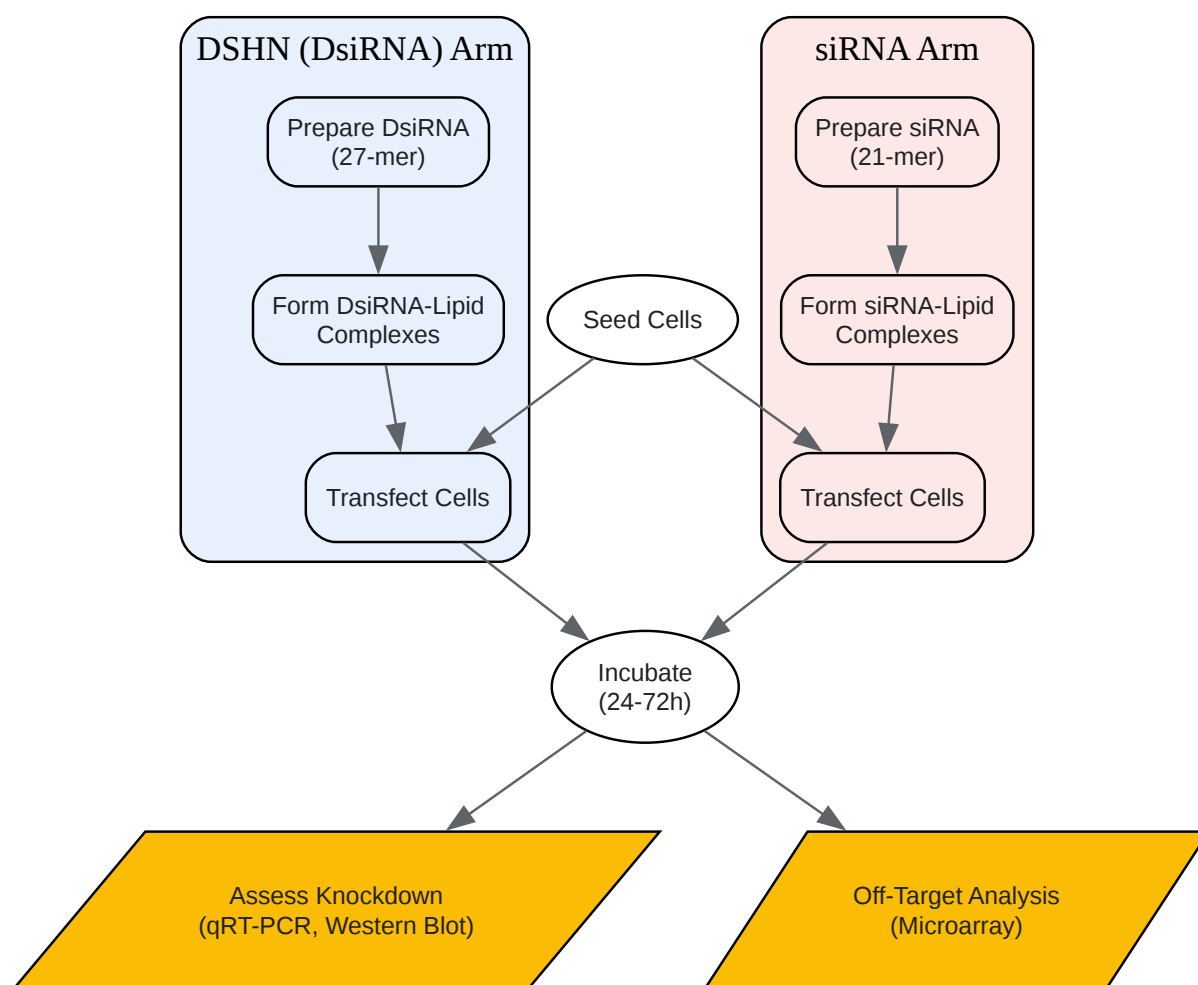 DSHN (DsiRNA) Arm
Prepare DsiRNA
(27-mer)
Form DsiRNA-Lipid
Complexes
Transfect Cells
siRNA Arm
Prepare siRNA
(21-mer)
Form siRNA-Lipid
Complexes
Transfect Cells
Seed Cells
Incubate
(24-72h)
Assess Knockdown
(qRT-PCR, Western Blot)
Off-Target Analysis
(Microarray)